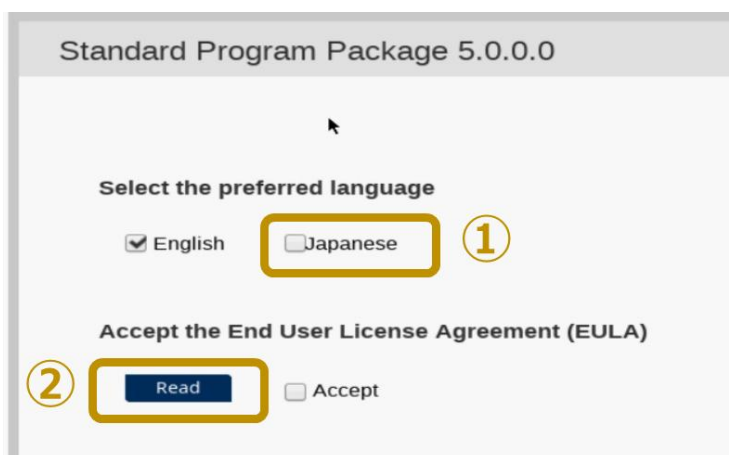 Standard Program Package 5.0.0.0
Select the preferred language
English Japanese ①
Accept the End User License Agreement (EULA)
② Read Accept